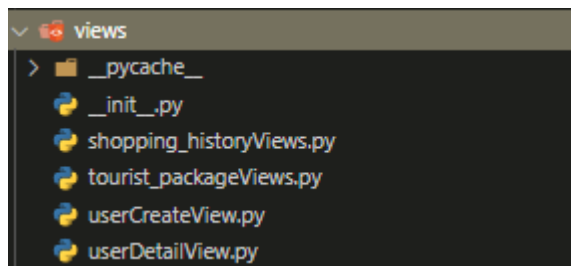 views
__pycache__
__init__.py
shopping_historyViews.py
tourist_packageViews.py
userCreateView.py
userDetailView.py